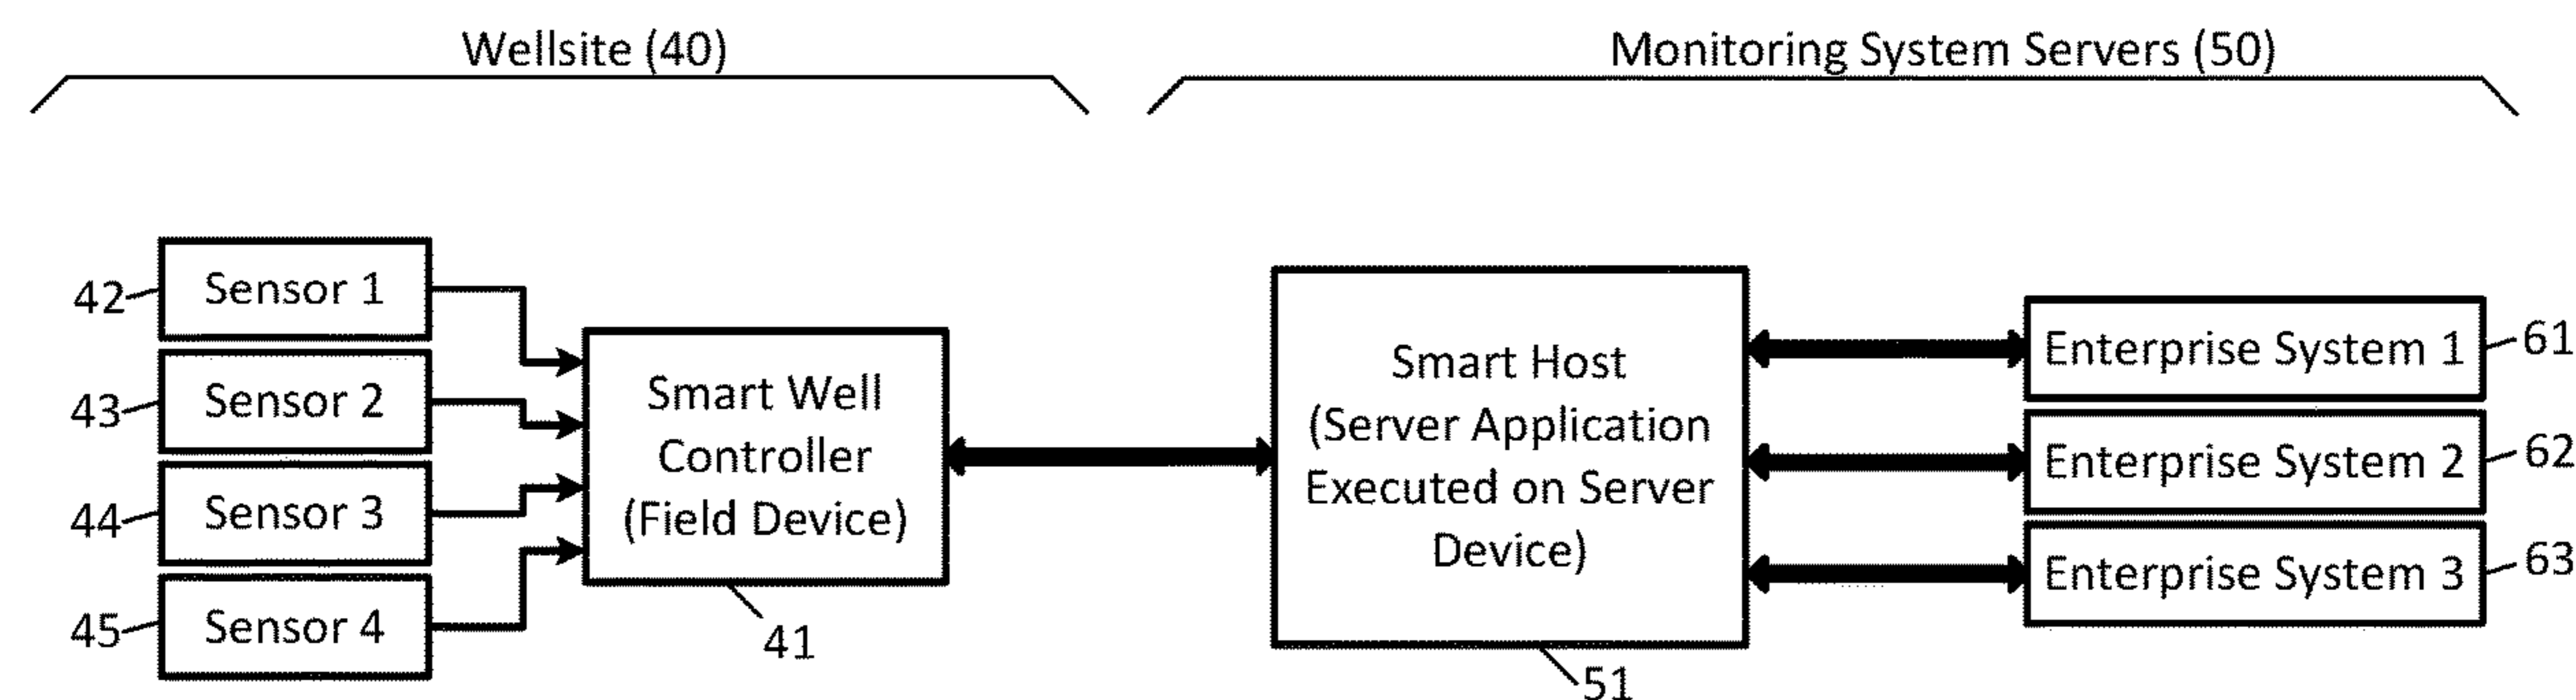 Wellsite (40)
Monitoring System Servers (50)
42
Sensor 1
43
Sensor 2
44
Sensor 3
45
Sensor 4
Smart Well
Controller
(Field Device)
41
Smart Host
(Server Application
Executed on Server
Device)
51
Enterprise System 1
61
Enterprise System 2
62
Enterprise System 3
63